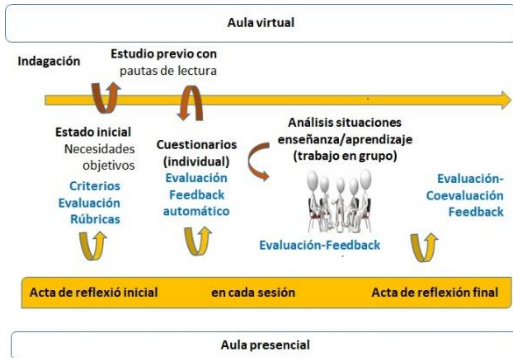 Aula virtual
Indagación
Estudio previo con
pautas de lectura
Estado inicial
Necesidades
objetivos
Criterios
Evaluación
Rúbricas
Cuestionarios
(individual)
Evaluación
Feedback
automático
Análisis situaciones
enseñanza/aprendizaje
(trabajo en grupo)
Evaluación-Feedback
Evaluación-
Coevaluación
Feedback
Acta de reflexió inicial
en cada sesión
Acta de reflexión final
Aula presencial